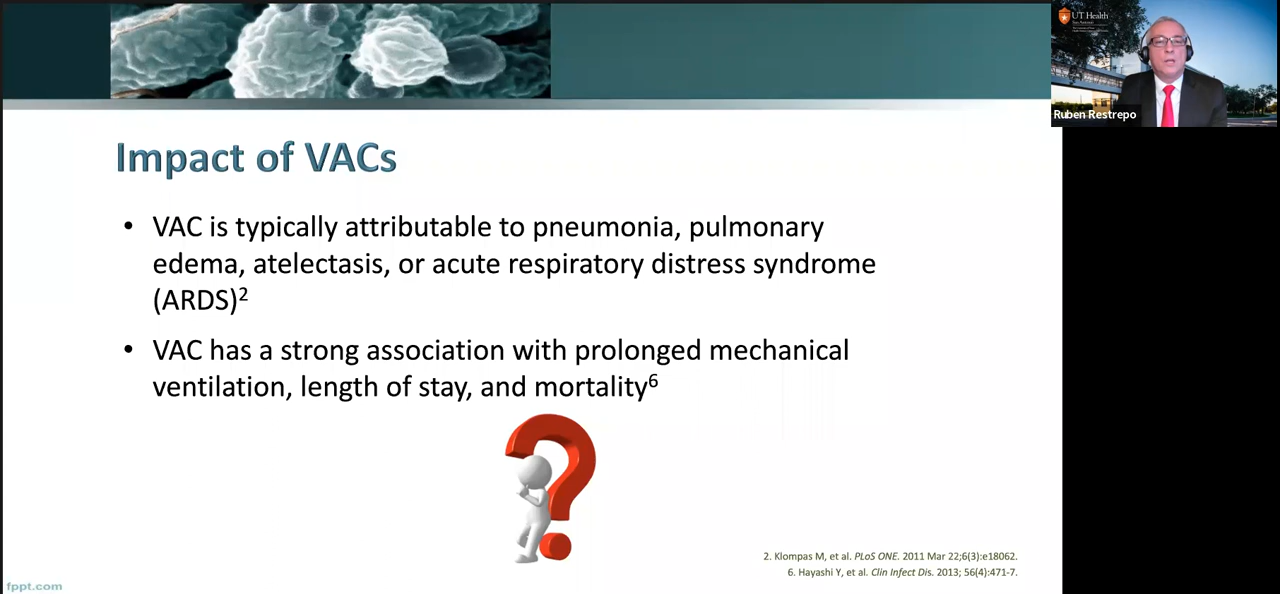 UT Health
San Antonio
Ruben Restrepo
Impact of VACs
• VAC is typically attributable to pneumonia, pulmonary
edema, atelectasis, or acute respiratory distress syndrome
(ARDS)2
• VAC has a strong association with prolonged mechanical
ventilation, length of stay, and mortality6
2. Klompas M, et al. PLoS ONE. 2011 Mar 22;6(3):e18062.
6. Hayashi Y, et al. Clin Infect Dis. 2013; 56(4):471-7.
fppt.com